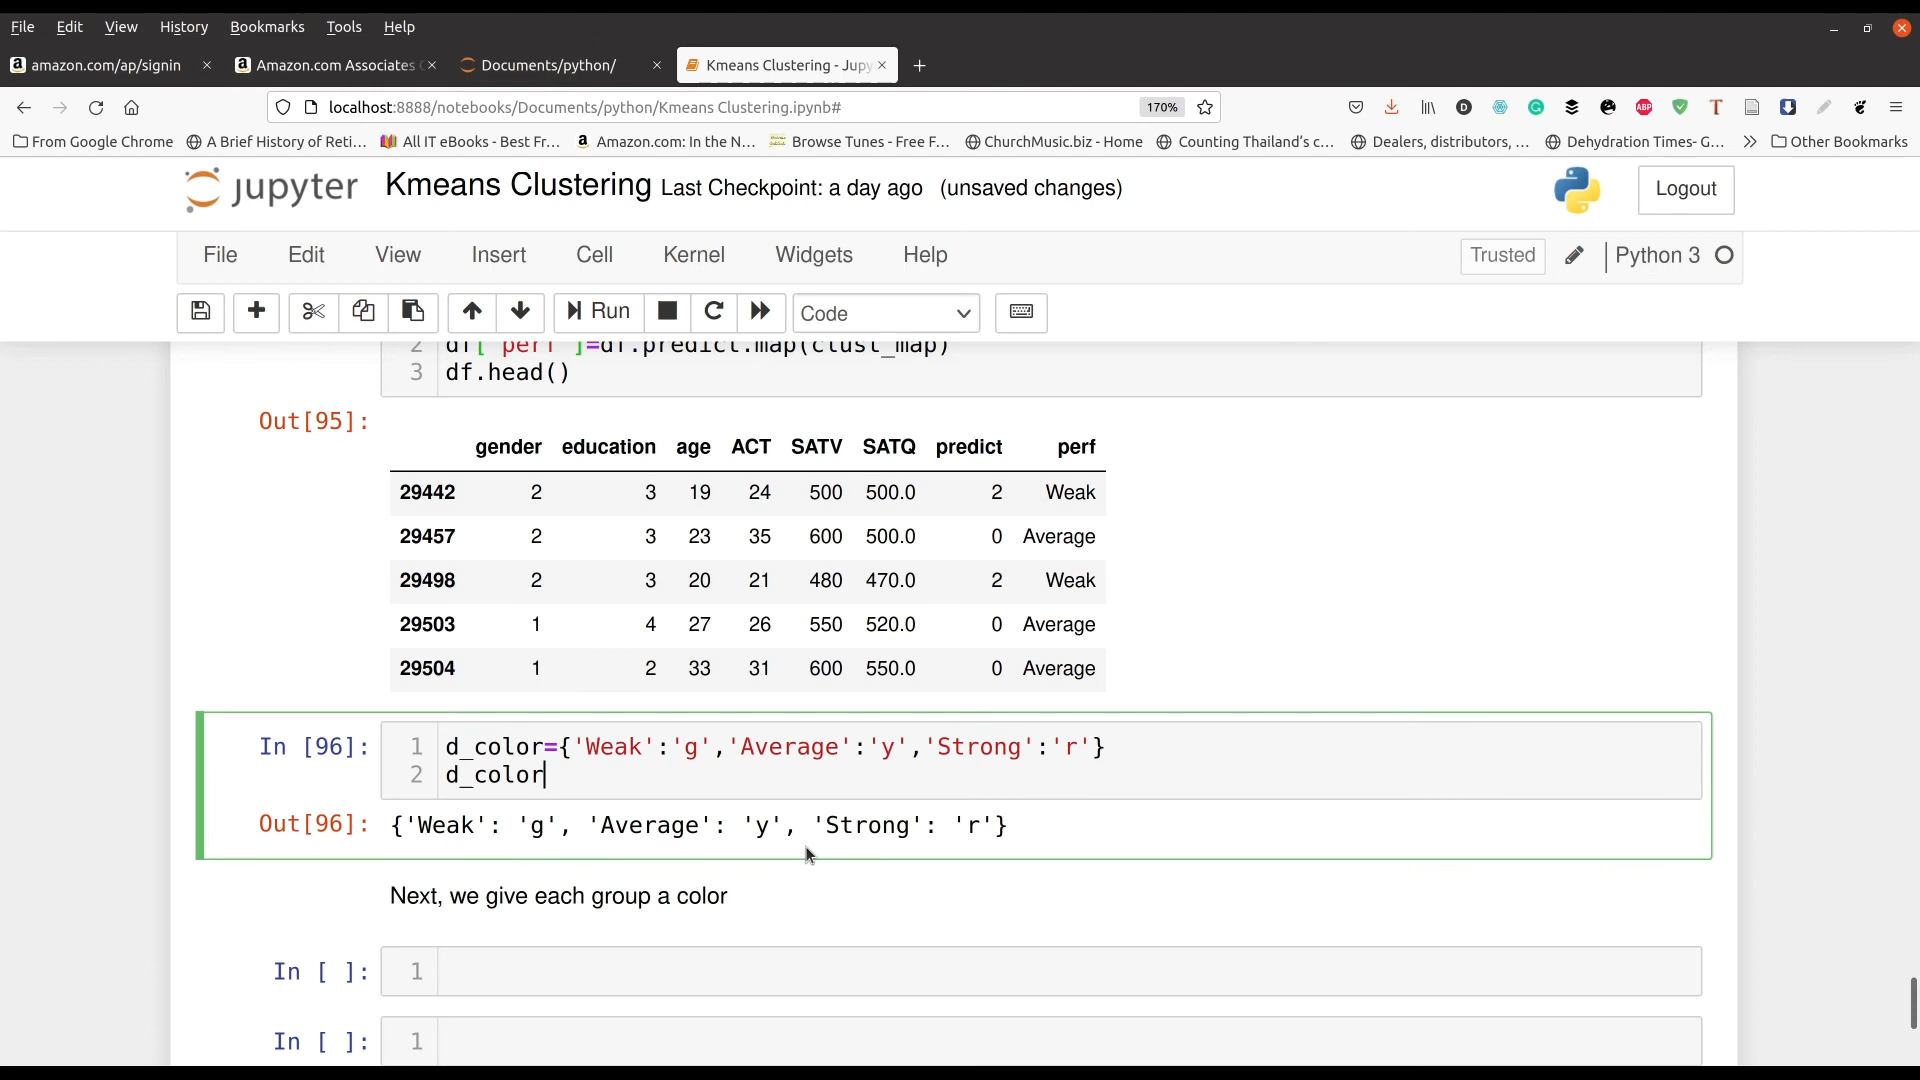 File Edit View History Bookmarks Tools Help
amazon.com/ap/signin Amazon.com Associates Documents/python/ Kmeans Clustering - Jupy
localhost:8888/notebooks/Documents/python/Kmeans Clustering.ipynb# 170%
From Google Chrome A Brief History of Reti... All IT eBooks - Best Fr... Amazon.com: In the N... Browse Tunes - Free F... ChurchMusic.biz - Home Counting Thailand's c... Dealers, distributors, ... Dehydration Times- G... Other Bookmarks
jupyter Kmeans Clustering Last Checkpoint: a day ago (unsaved changes) Logout
File Edit View Insert Cell Kernel Widgets Help Trusted Python 3
Run Code
2 df['perf']=df.predict.map(clust_map)
3 df.head()
Out[95]:
gender education age ACT SATV SATQ predict perf
29442 2 3 19 24 500 500.0 2 Weak
29457 2 3 23 35 600 500.0 0 Average
29498 2 3 20 21 480 470.0 2 Weak
29503 1 4 27 26 550 520.0 0 Average
29504 1 2 33 31 600 550.0 0 Average
In [96]: 1 d_color={'Weak':'g','Average':'y','Strong':'r'}
2 d_color
Out[96]: {'Weak': 'g', 'Average': 'y', 'Strong': 'r'}
Next, we give each group a color
In [ ]: 1
In [ ]: 1